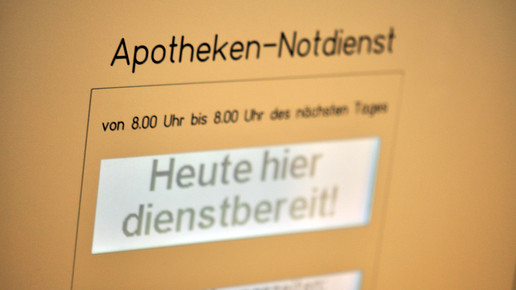 Apotheken-Notdienst
von 8.00 Uhr bis 8.00 Uhr des nächsten Tages
Heute hier
dienstbereit!